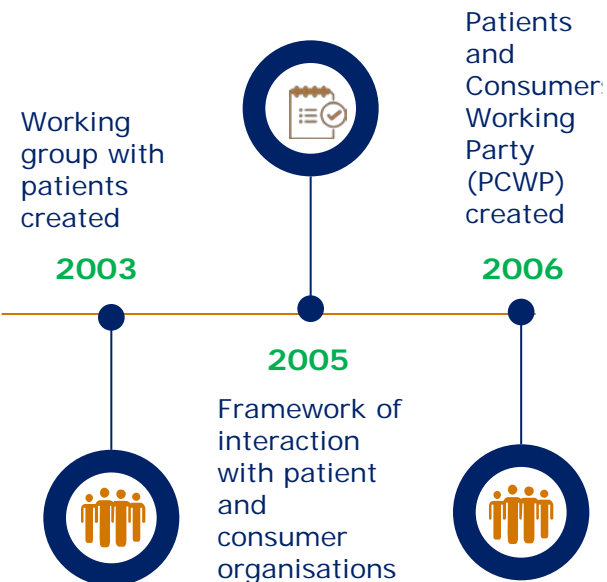 Working
group with
patients
created
2003
2005
Framework of
interaction
with patient
and
consumer
organisations
Patients
and
Consumers
Working
Party
(PCWP)
created
2006